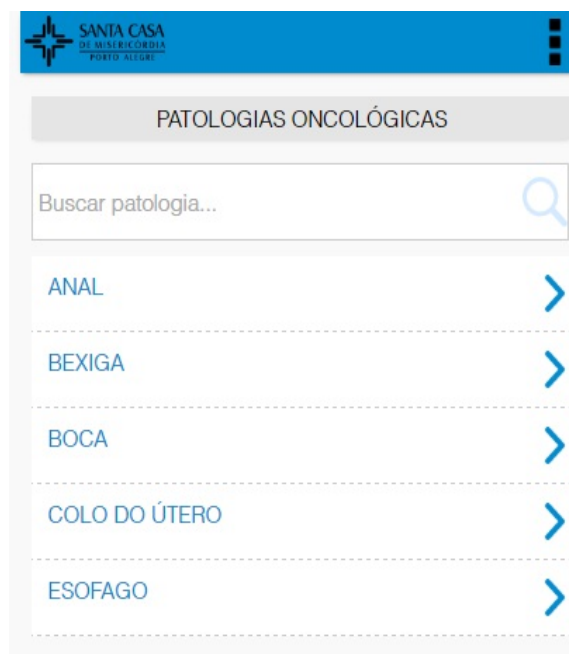 SANTA CASA
DE MISERICÓRDIA
PORTO ALEGRE
PATOLOGIAS ONCOLÓGICAS
Buscar patologia...
ANAL
BEXIGA
BOCA
COLO DO ÚTERO
ESOFAGO